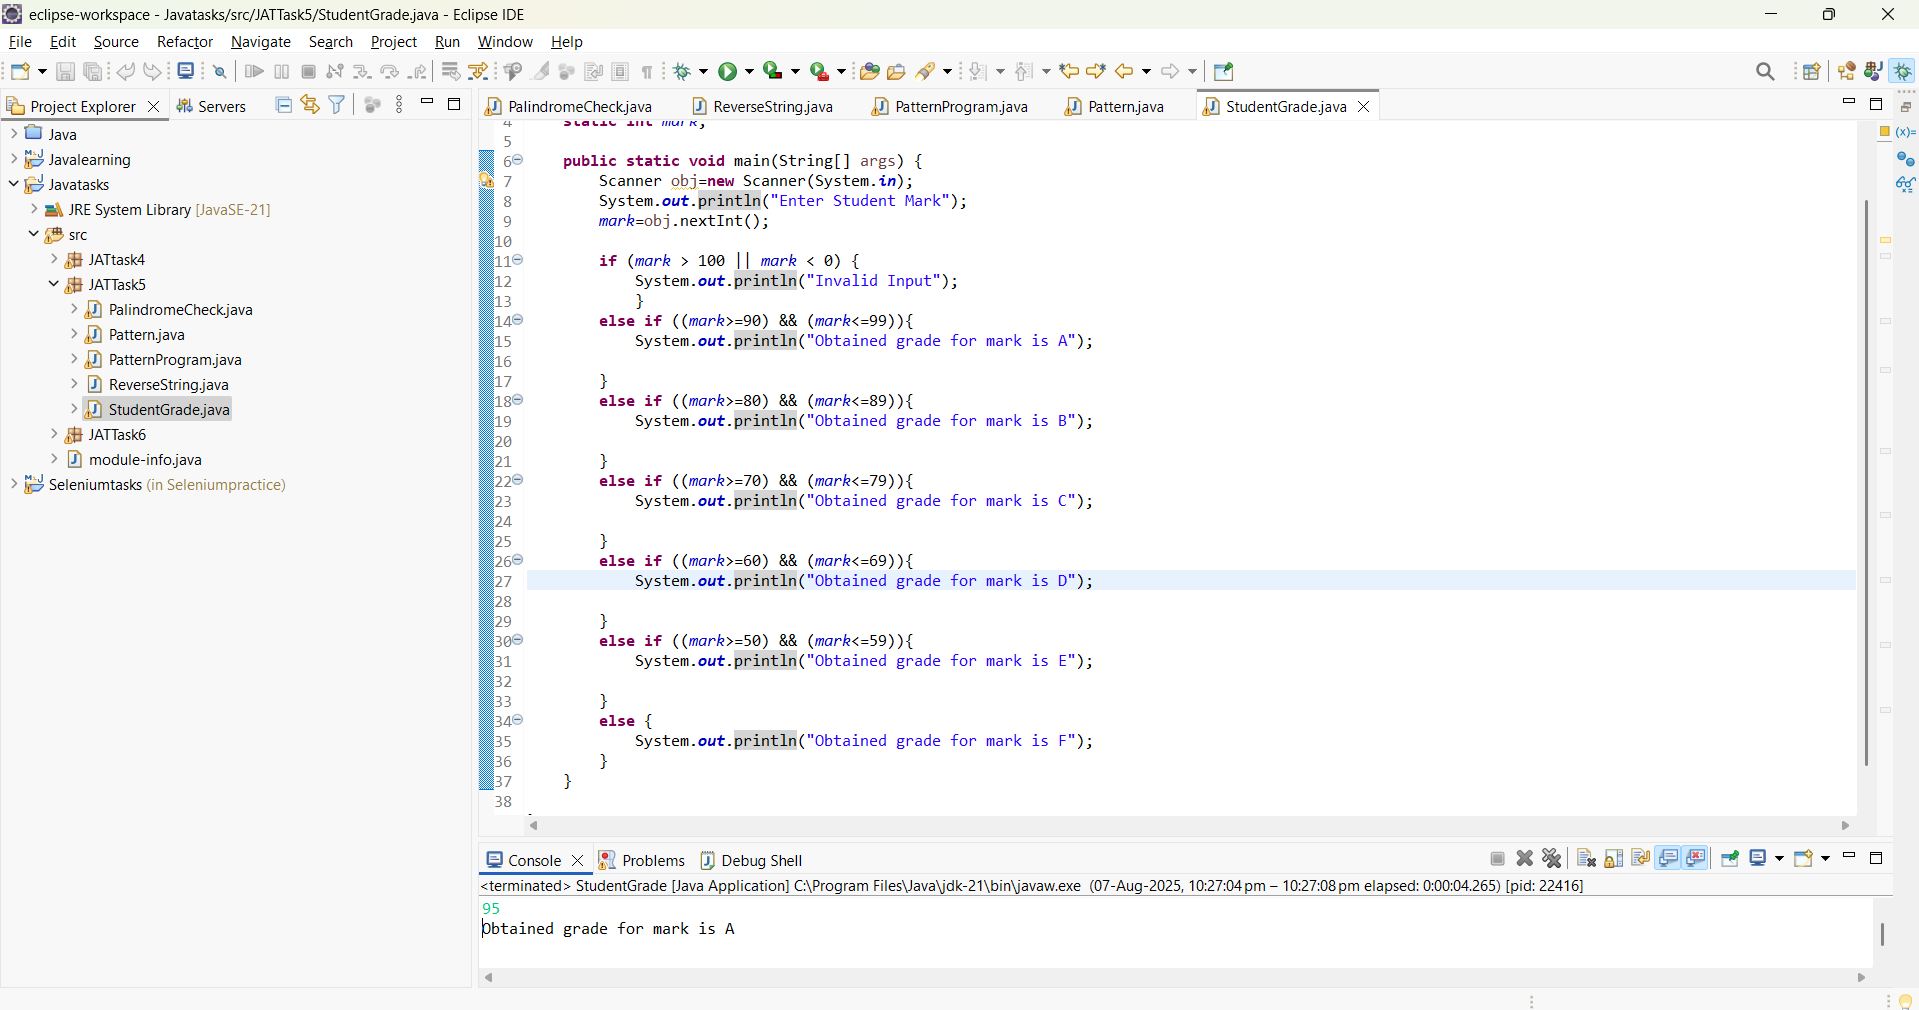 eclipse-workspace - Javatasks/src/JATTask5/StudentGrade.java - Eclipse IDE
File Edit Source Refactor Navigate Search Project Run Window Help
Project Explorer Servers
Java
Javalearning
Javatasks
JRE System Library [JavaSE-21]
src
JATtask4
JATTask5
PalindromeCheck.java
Pattern.java
PatternProgram.java
ReverseString.java
StudentGrade.java
JATTask6
module-info.java
Seleniumtasks (in Seleniumpractice)
PalindromeCheck.java ReverseString.java PatternProgram.java Pattern.java StudentGrade.java
4 static int mark;
5
6 public static void main(String[] args) {
7 Scanner obj=new Scanner(System.in);
8 System.out.println("Enter Student Mark");
9 mark=obj.nextInt();
10
11 if (mark > 100 || mark < 0) {
12 System.out.println("Invalid Input");
13 }
14 else if ((mark>=90) && (mark<=99)){
15 System.out.println("Obtained grade for mark is A");
16
17 }
18 else if ((mark>=80) && (mark<=89)){
19 System.out.println("Obtained grade for mark is B");
20
21 }
22 else if ((mark>=70) && (mark<=79)){
23 System.out.println("Obtained grade for mark is C");
24
25 }
26 else if ((mark>=60) && (mark<=69)){
27 System.out.println("Obtained grade for mark is D");
28
29 }
30 else if ((mark>=50) && (mark<=59)){
31 System.out.println("Obtained grade for mark is E");
32
33 }
34 else {
35 System.out.println("Obtained grade for mark is F");
36 }
37 }
38
Console Problems Debug Shell
<terminated> StudentGrade [Java Application] C:\Program Files\Java\jdk-21\bin\javaw.exe (07-Aug-2025, 10:27:04 pm – 10:27:08 pm elapsed: 0:00:04.265) [pid: 22416]
95
Obtained grade for mark is A